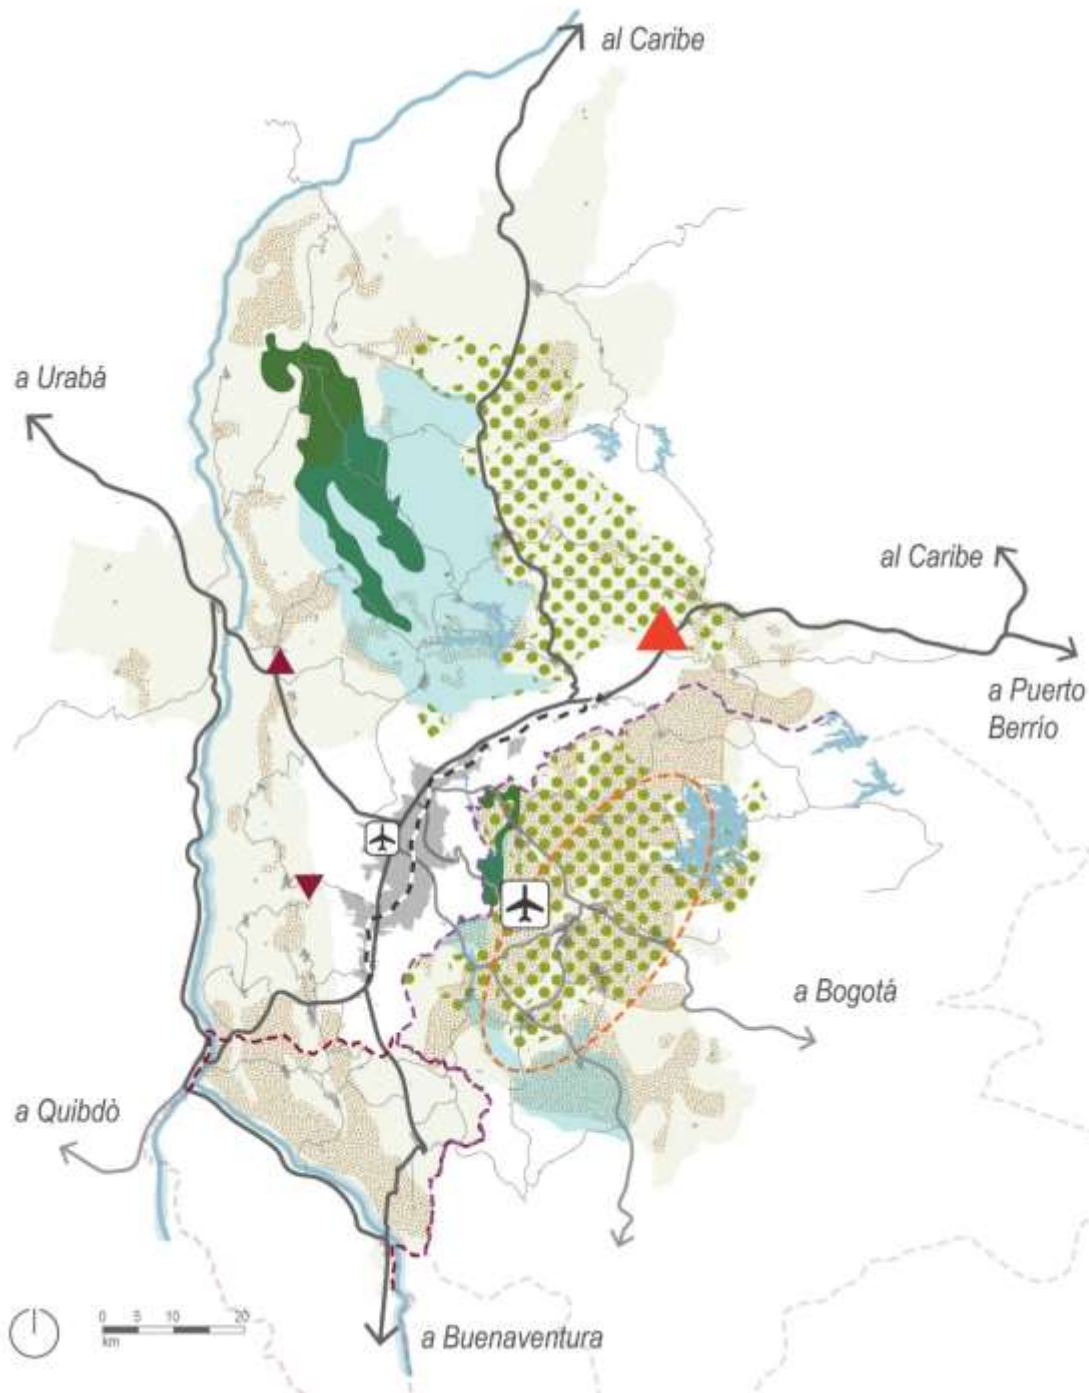 al Caribe
a Urabá
al Caribe
a Puerto
Berrío
a Bogotá
a Quibdò
0 5 10 20
km
a Buenaventura